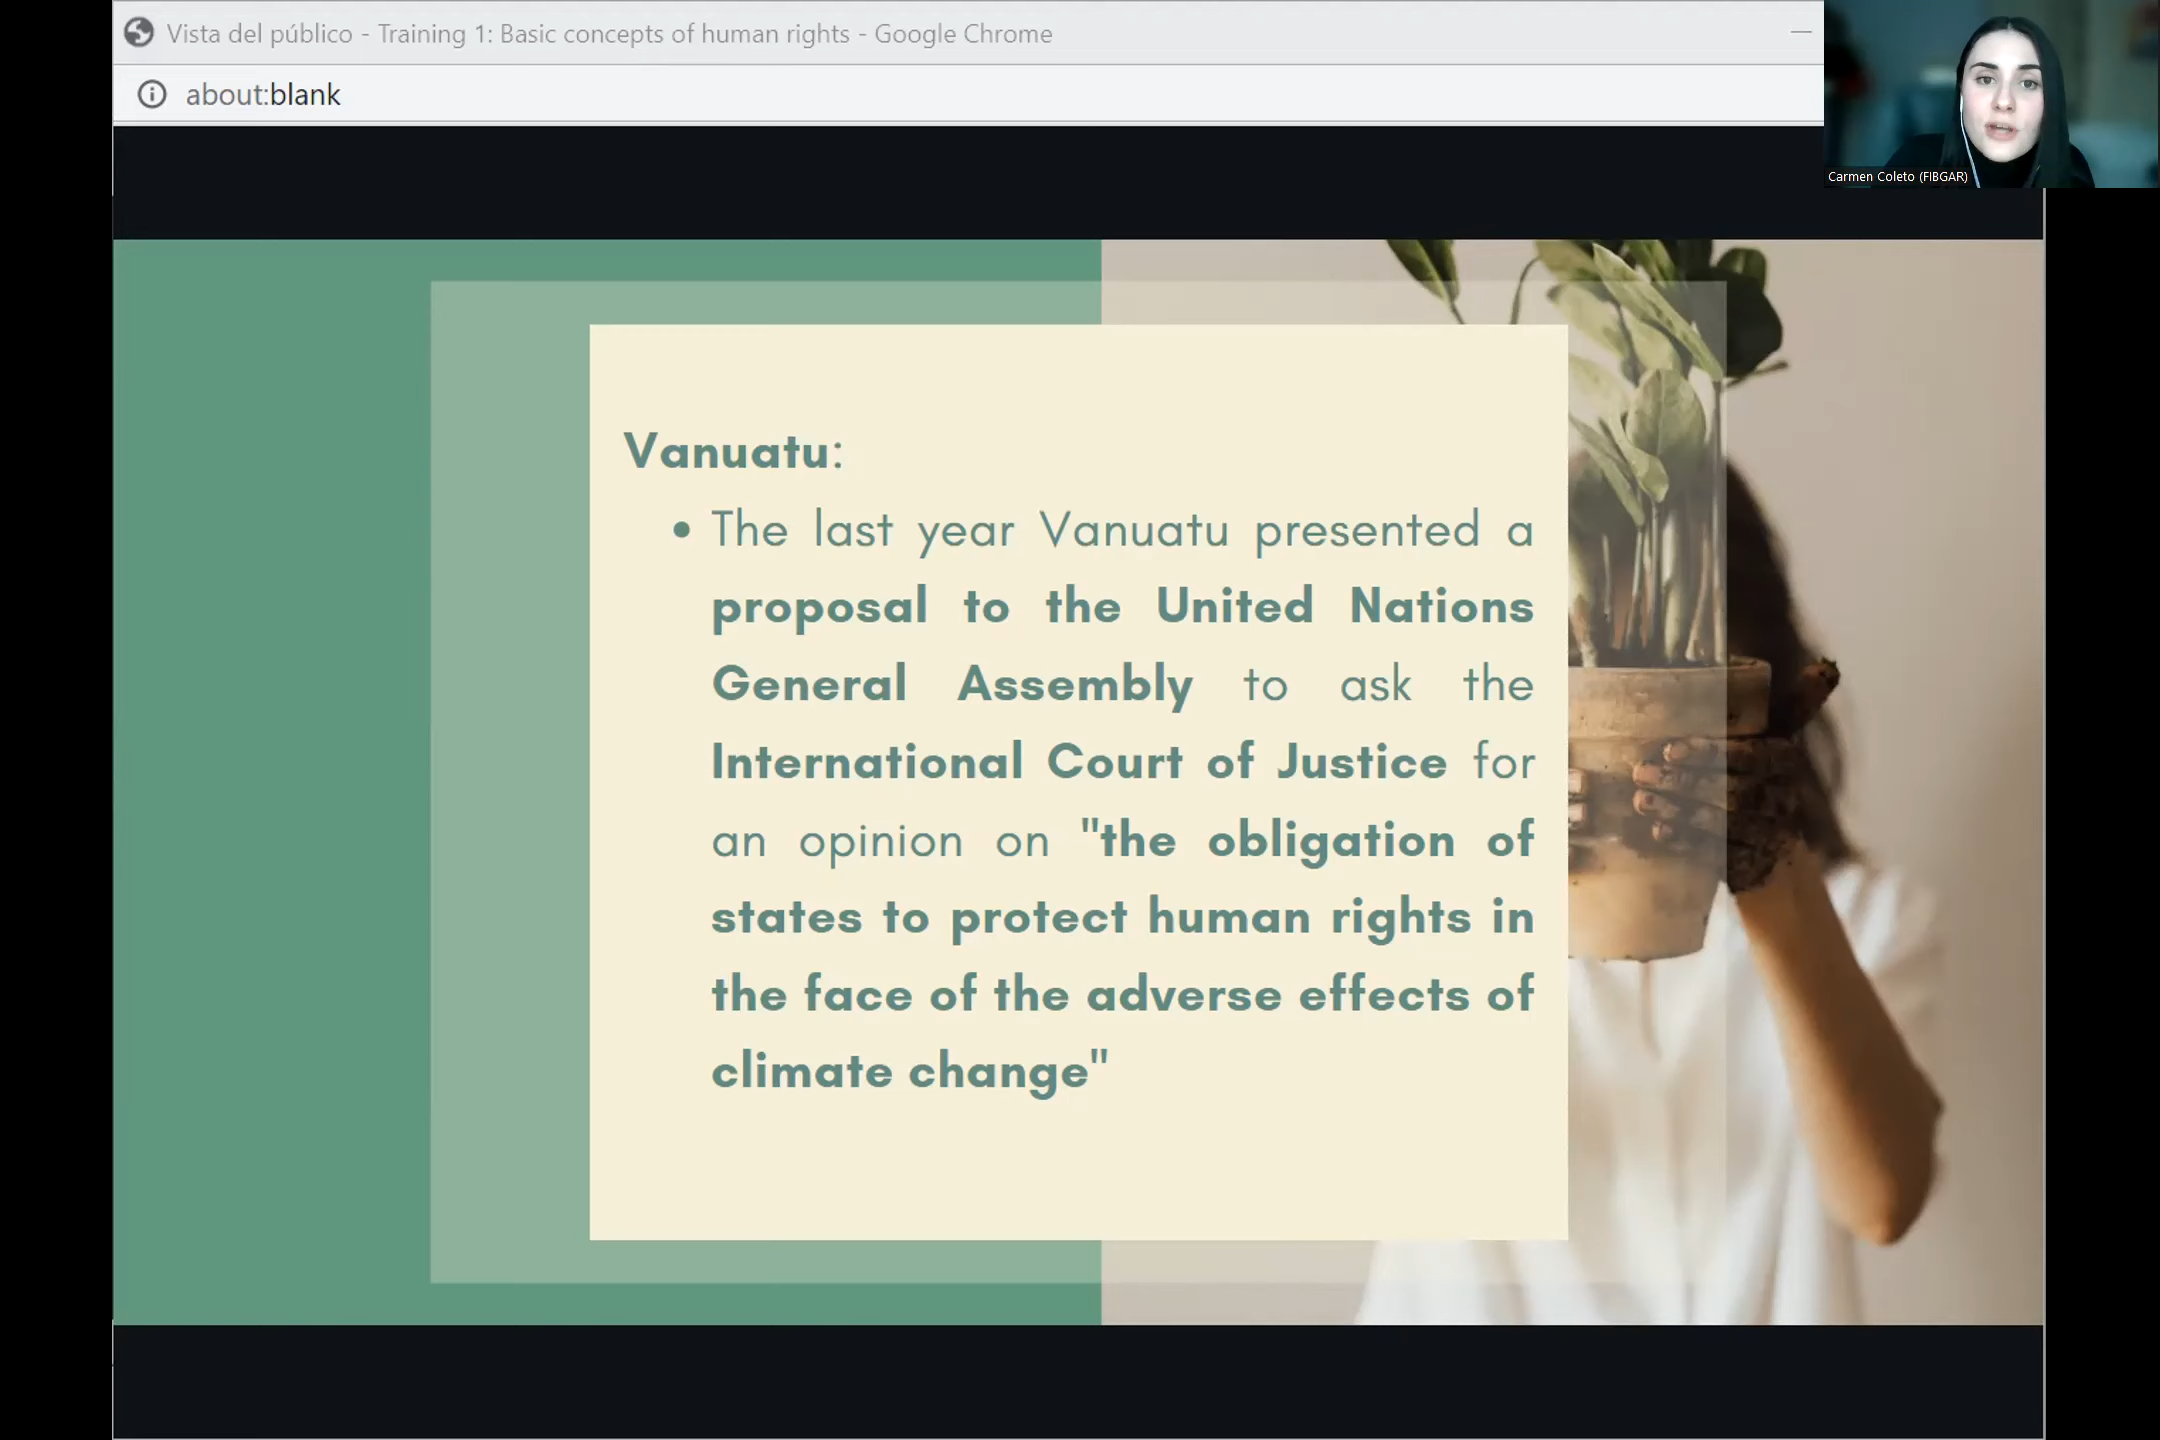 Vista del público - Training 1: Basic concepts of human rights - Google Chrome
about:blank
Carmen Coleto (FIBGAR)
Vanuatu:
• The last year Vanuatu presented a
proposal to the United Nations
General Assembly to ask the
International Court of Justice for
an opinion on "the obligation of
states to protect human rights in
the face of the adverse effects of
climate change"